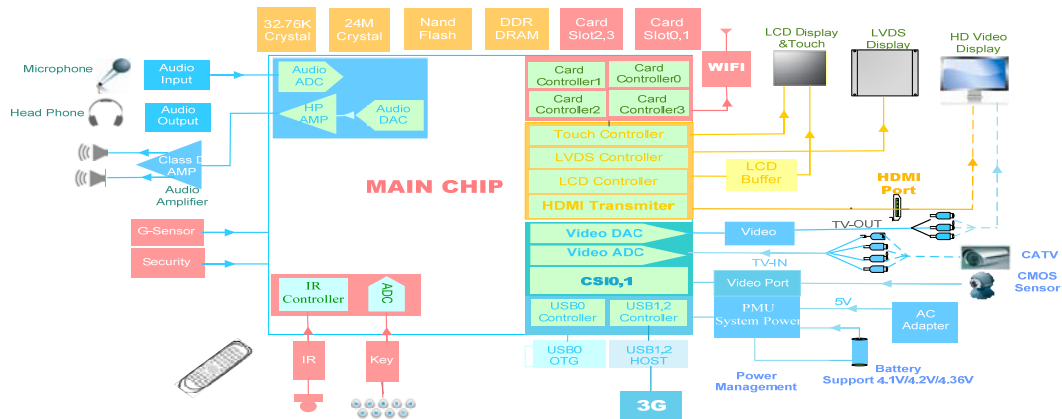 32.76K
Crystal
24M
Crystal
Nand
Flash
DDR
DRAM
Card
Slot2,3
Card
Slot0,1
LCD Display
&Touch
LVDS
Display
HD Video
Display
Microphone
Audio
Input
Head Phone
Audio
Output
Class D
AMP
Audio
Amplifier
Audio
ADC
HP
AMP
Audio
DAC
Card
Controller1
Card
Controller0
Card
Controller2
Card
Controller3
WIFI
Touch Controller
LVDS Controller
LCD Controller
HDMI Transmiter
LCD
Buffer
HDMI
Port
MAIN CHIP
G-Sensor
Security
Video DAC
Video ADC
CSI0,1
Video
TV-OUT
TV-IN
CATV
CMOS
Sensor
Video Port
IR
Controller
ADC
USB0
Controller
USB1,2
Controller
PMU
System Power
5V
AC
Adapter
IR
Key
USB0
OTG
USB1,2
HOST
3G
Power
Management
Battery
Support 4.1V/4.2V/4.36V